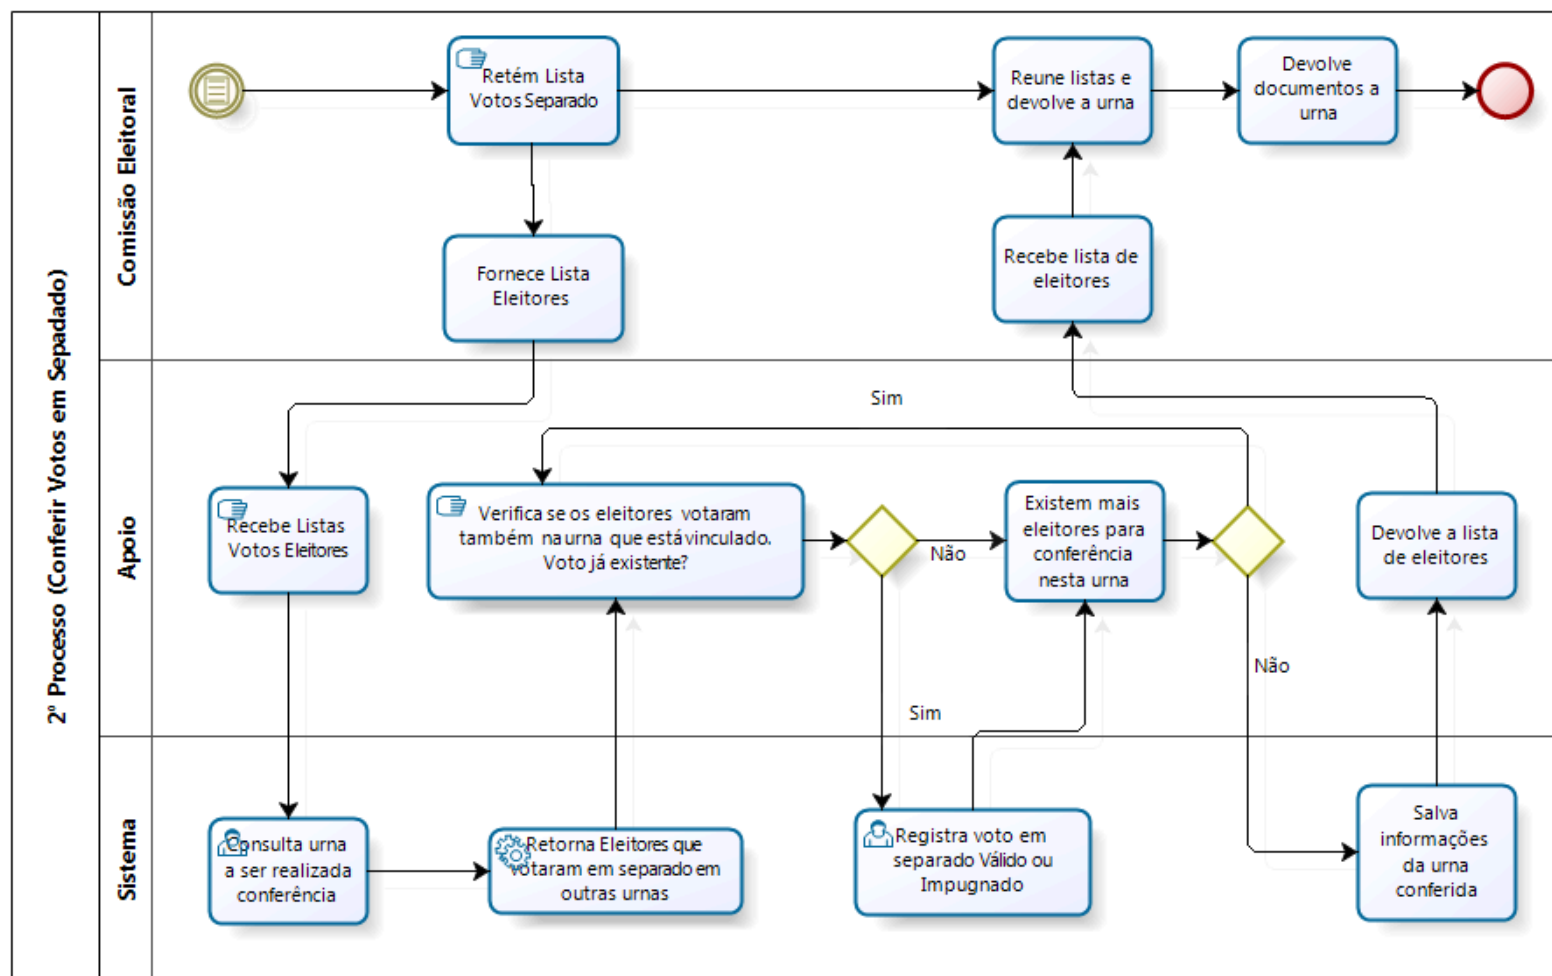 2º Processo (Conferir Votos em Sepadado)
Comissão Eleitoral
Retém Lista
Votos Separado
Reune listas e
devolve a urna
Devolve
documentos a
urna
Fornece Lista
Eleitores
Recebe lista de
eleitores
Apoio
Sim
Recebe Listas
Votos Eleitores
Verifica se os eleitores votaram
também na urna que está vinculado.
Voto já existente?
Não
Existem mais
eleitores para
conferência
nesta urna
Devolve a lista
de eleitores
Não
Sim
Sistema
Consulta urna
a ser realizada
conferência
Retorna Eleitores que
votaram em separado em
outras urnas
Registra voto em
separado Válido ou
Impugnado
Salva
informações
da urna
conferida